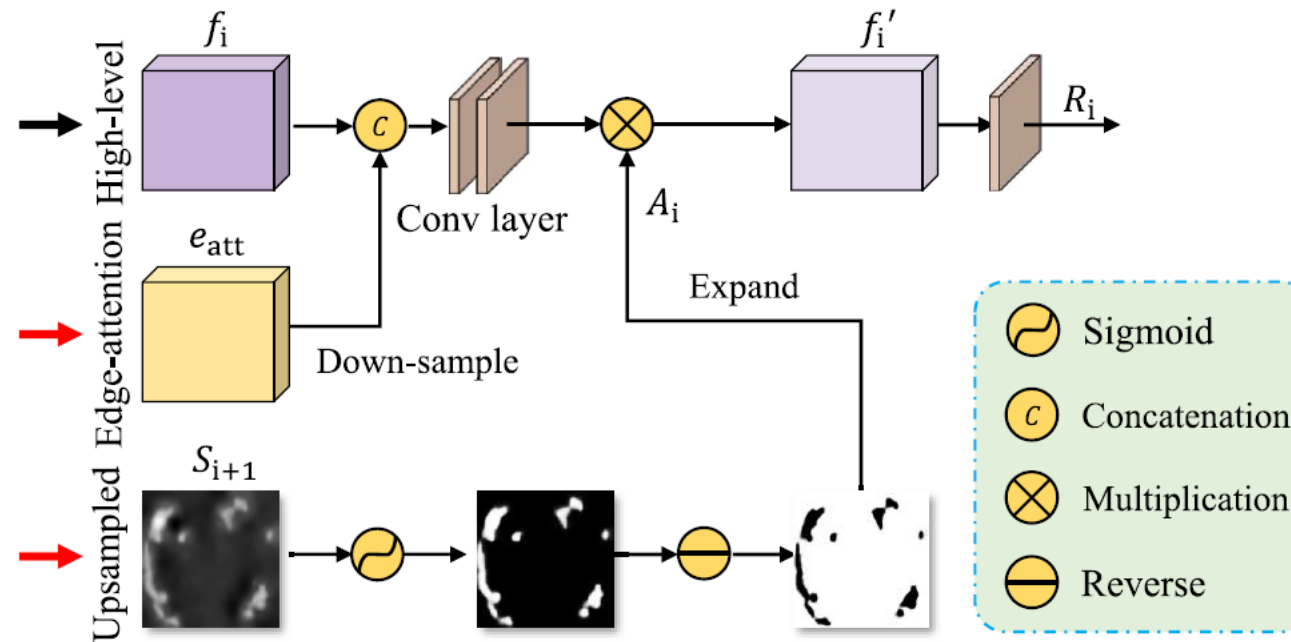 High-level
f_i
C
Conv layer
A_i
f_i′
R_i
Edge-attention
e_att
Down-sample
Expand
Upsampled
S_{i+1}
Sigmoid
C Concatenation
Multiplication
Reverse